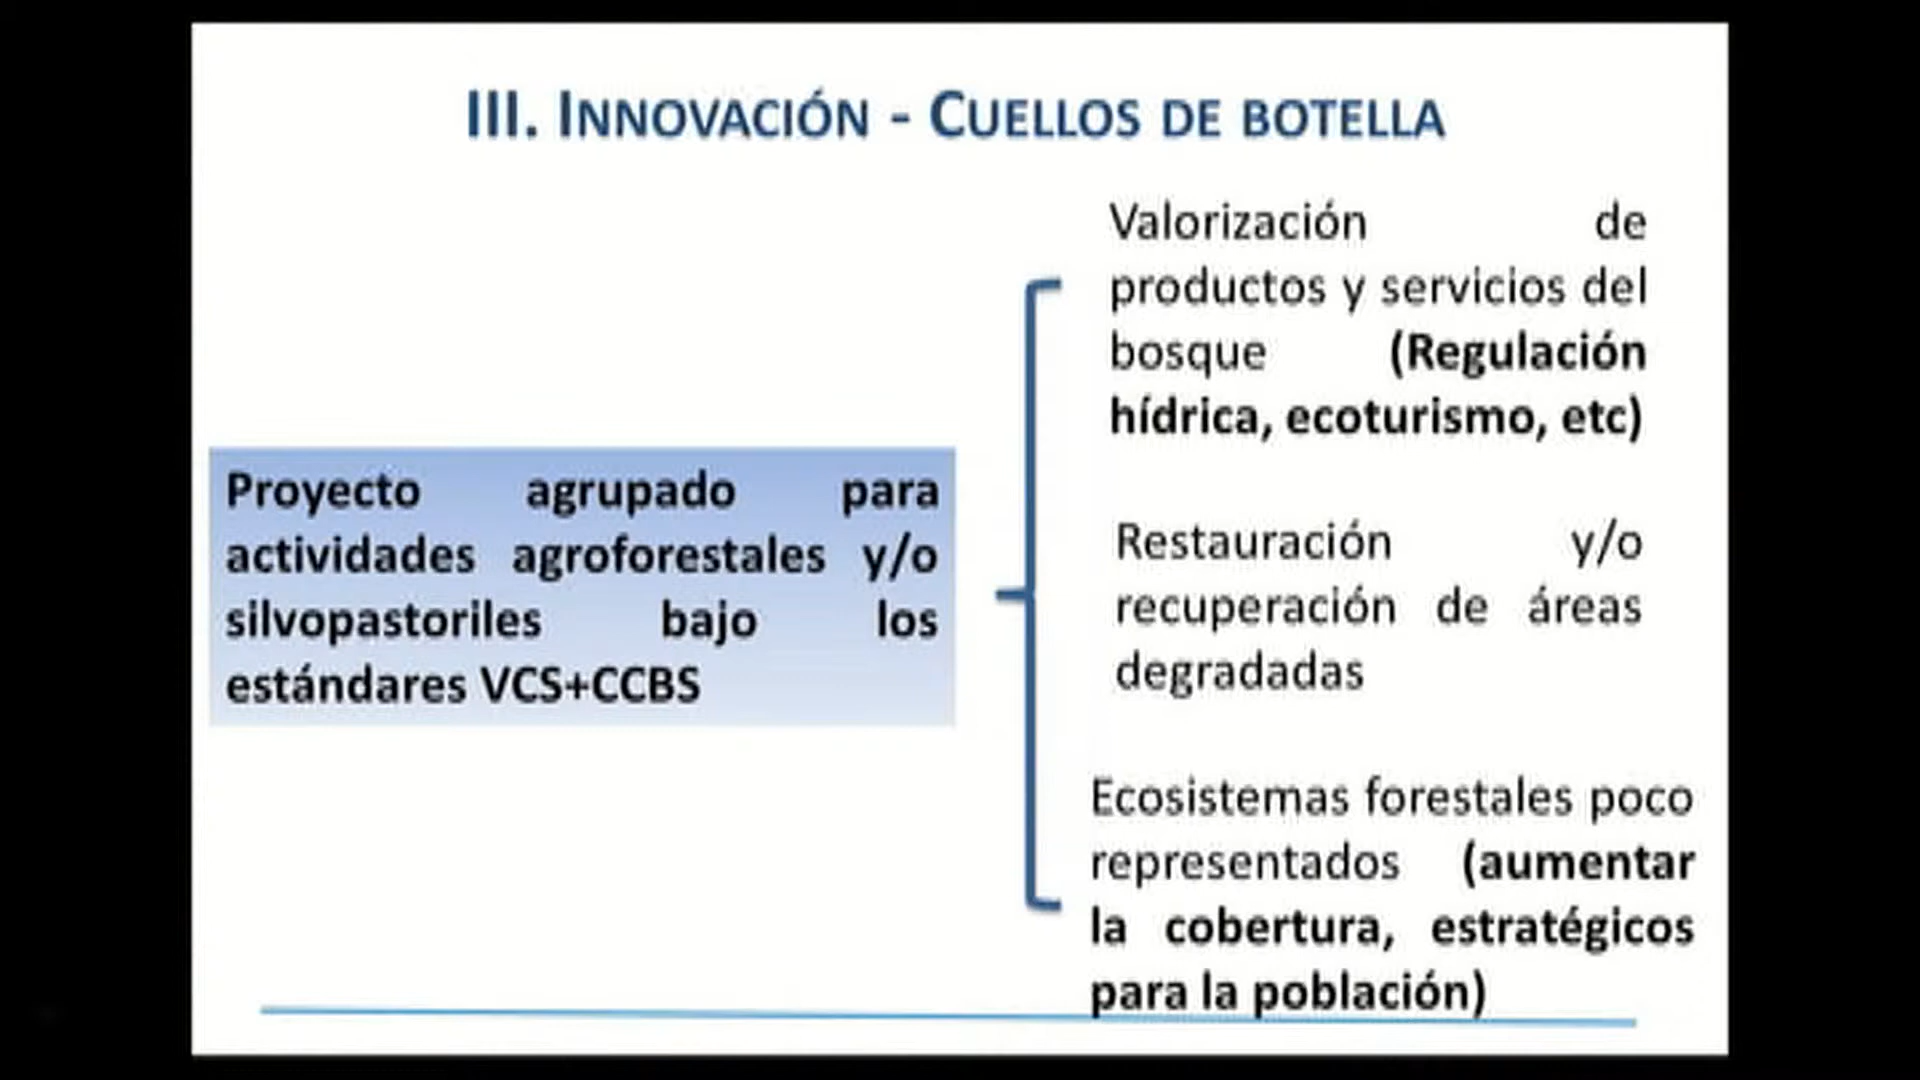 III. INNOVACIÓN - CUELLOS DE BOTELLA
Proyecto agrupado para
actividades agroforestales y/o
silvopastoriles bajo los
estándares VCS+CCBS
Valorización de
productos y servicios del
bosque (Regulación
hídrica, ecoturismo, etc)
Restauración y/o
recuperación de áreas
degradadas
Ecosistemas forestales poco
representados (aumentar
la cobertura, estratégicos
para la población)